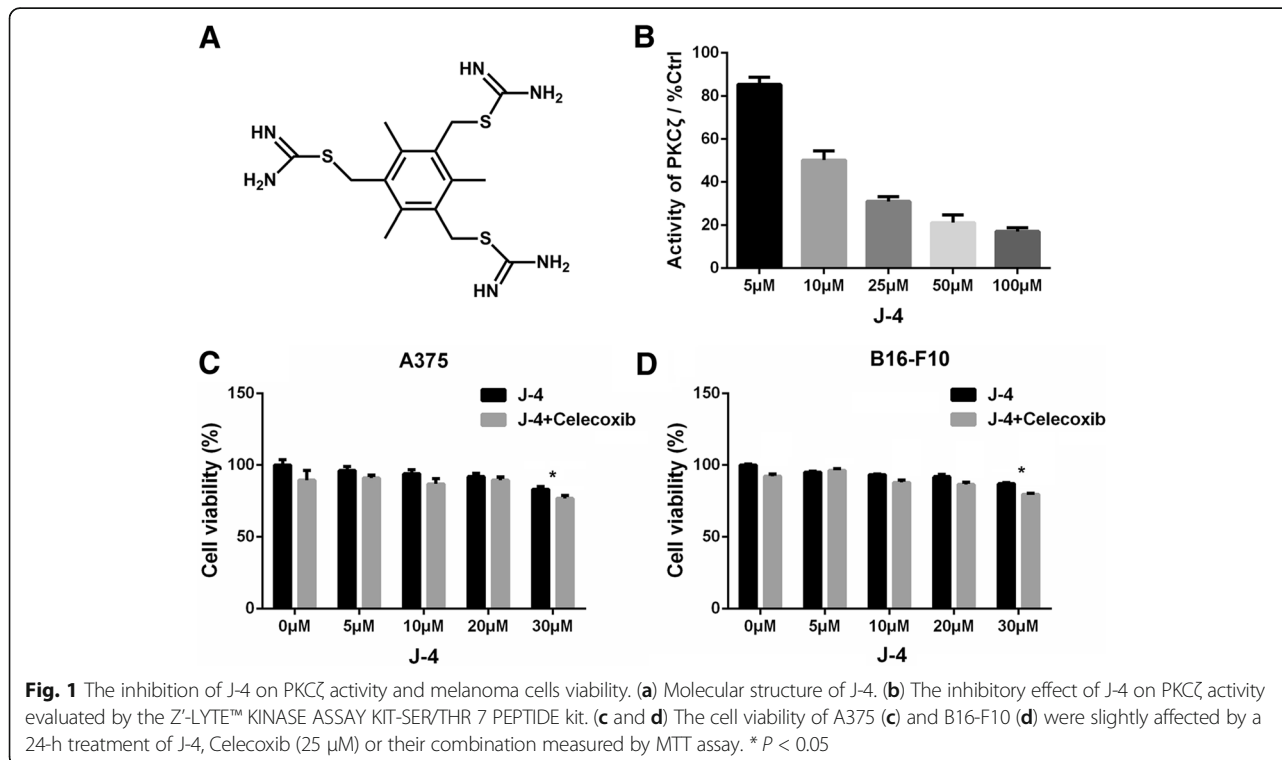 A
HN
NH₂
S
HN
S
H₂N
S
NH₂
HN
B
Activity of PKCζ / %Ctrl
100
80
60
40
20
0
5µM 10µM 25µM 50µM 100µM
J-4
C
A375
J-4
J-4+Celecoxib
Cell viability (%)
150
100
50
0
*
0µM 5µM 10µM 20µM 30µM
J-4
D
B16-F10
J-4
J-4+Celecoxib
Cell viability (%)
150
100
50
0
*
0µM 5µM 10µM 20µM 30µM
J-4
Fig. 1 The inhibition of J-4 on PKCζ activity and melanoma cells viability. (a) Molecular structure of J-4. (b) The inhibitory effect of J-4 on PKCζ activity
evaluated by the Z’-LYTE™ KINASE ASSAY KIT-SER/THR 7 PEPTIDE kit. (c and d) The cell viability of A375 (c) and B16-F10 (d) were slightly affected by a
24-h treatment of J-4, Celecoxib (25 µM) or their combination measured by MTT assay. * P < 0.05